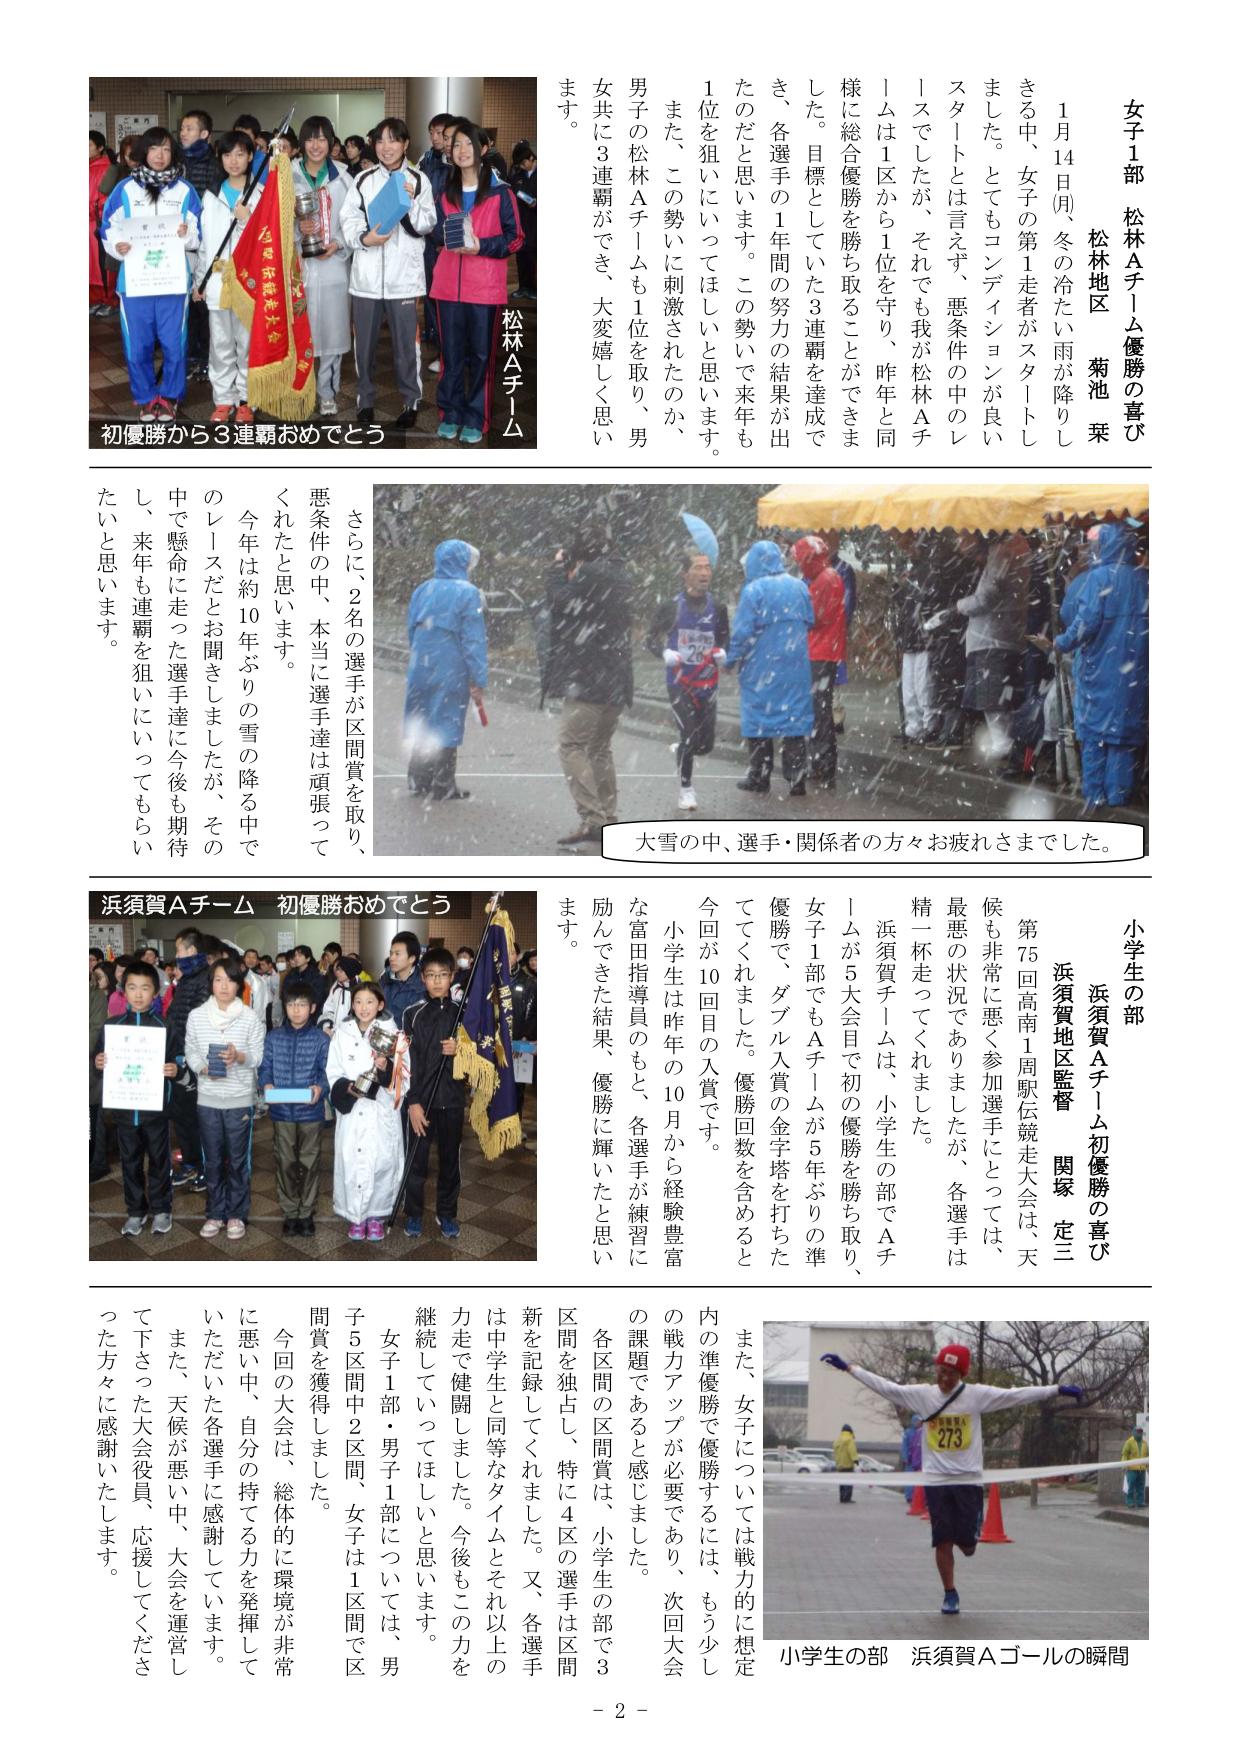 女子1部　松林Aチーム優勝の喜び
松林地区　菊池　栞
1月14日㈪、冬の冷たい雨が降りし
きる中、女子の第1走者がスタートし
ました。とてもコンディションが良い
スタートとは言えず、悪条件の中のレ
ースでしたが、それでも我が松林Aチ
ームは1区から1位を守り、昨年と同
様に総合優勝を勝ち取ることができま
した。目標としていた3連覇を達成で
き、各選手の1年間の努力の結果が出
たのだと思います。この勢いで来年も
1位を狙いにいってほしいと思います。
また、この勢いに刺激されたのか、
男子の松林Aチームも1位を取り、男
女共に3連覇ができ、大変嬉しく思い
ます。
賞状
松林Aチーム
初優勝から3連覇おめでとう
大雪の中、選手・関係者の方々お疲れさまでした。
さらに、2名の選手が区間賞を取り、
悪条件の中、本当に選手達は頑張って
くれたと思います。
今年は約10年ぶりの雪の降る中で
のレースだとお聞きしましたが、その
中で懸命に走った選手達に今後も期待
し、来年も連覇を狙いにいってもらい
たいと思います。
小学生の部
浜須賀Aチーム初優勝の喜び
浜須賀地区監督　関塚　定三
第75回高南1周駅伝競走大会は、天
候も非常に悪く参加選手にとっては、
最悪の状況でありましたが、各選手は
精一杯走ってくれました。
浜須賀チームは、小学生の部でAチ
ームが5大会目で初の優勝を勝ち取り、
女子1部でもAチームが5年ぶりの準
優勝で、ダブル入賞の金字塔を打ちた
ててくれました。優勝回数を含めると
今回が10回目の入賞です。
小学生は昨年の10月から経験豊富
な富田指導員のもと、各選手が練習に
励んできた結果、優勝に輝いたと思い
ます。
浜須賀Aチーム　初優勝おめでとう
賞状
273
小学生の部　浜須賀Aゴールの瞬間
また、女子については戦力的に想定
内の準優勝で優勝するには、もう少し
の戦力アップが必要であり、次回大会
の課題であると感じました。
各区間の区間賞は、小学生の部で3
区間を独占し、特に4区の選手は区間
新を記録してくれました。又、各選手
は中学生と同等なタイムとそれ以上の
力走で健闘しました。今後もこの力を
継続していってほしいと思います。
女子1部・男子1部については、男
子5区間中2区間、女子は1区間で区
間賞を獲得しました。
今回の大会は、総体的に環境が非常
に悪い中、自分の持てる力を発揮して
いただいた各選手に感謝しています。
また、天候が悪い中、大会を運営し
て下さった大会役員、応援してくださ
った方々に感謝いたします。
- 2 -